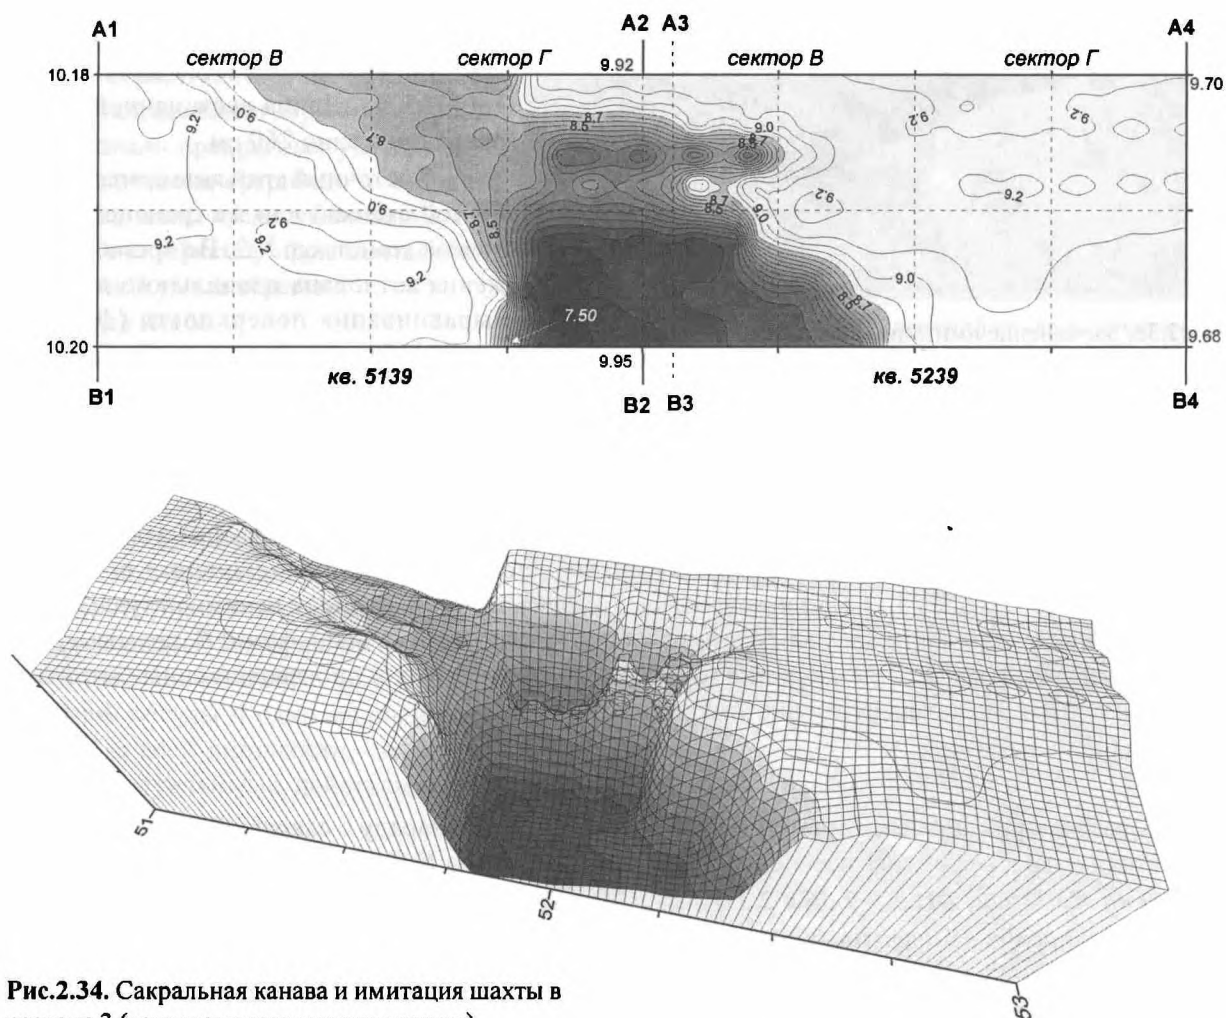 A1 A2 A3 A4
сектор В сектор Г 9.92 сектор В сектор Г
10.18 9.70
9.2 9.0 8.7 8.7 8.5 9.0 8.7 9.2 9.2
9.2 9.2 9.2 9.0 8.7 8.5 8.7 8.5 9.0 9.2 9.2
9.2 9.0 8.5 8.7
7.50
10.20 9.95 9.68
кв. 5139 кв. 5239
B1 B2 B3 B4
51
52
53
Рис.2.34. Сакральная канава и имитация шахты в